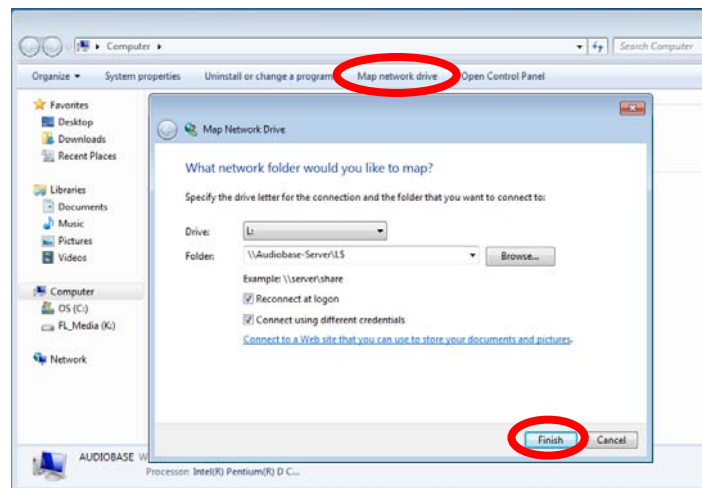 Computer
Search Computer
Organize
System properties
Uninstall or change a program
Map network drive
Open Control Panel
Favorites
Desktop
Downloads
Recent Places
Libraries
Documents
Music
Pictures
Videos
Computer
OS (C:)
FL_Media (K:)
Network
Map Network Drive
What network folder would you like to map?
Specify the drive letter for the connection and the folder that you want to connect to:
Drive: L:
Folder: \\Audiobase-Server\LS Browse...
Example: \\server\share
Reconnect at logon
Connect using different credentials
Connect to a Web site that you can use to store your documents and pictures.
Finish Cancel
AUDIOBASE W
Processor: Intel(R) Pentium(R) D C...